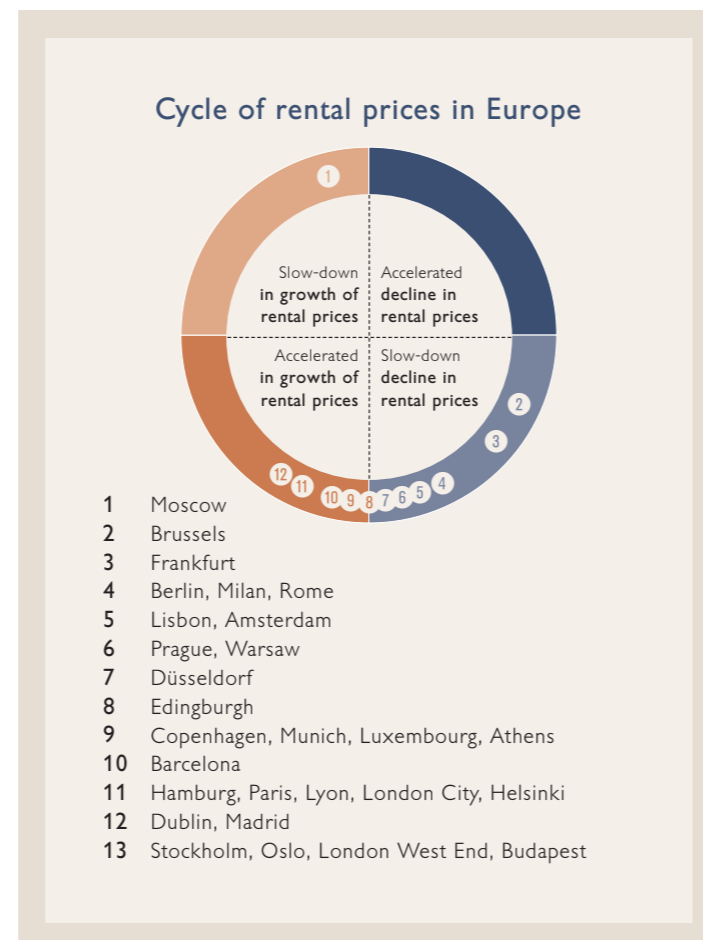 Cycle of rental prices in Europe
1
Slow-down
in growth of
rental prices
Accelerated
decline in
rental prices
Accelerated
in growth of
rental prices
Slow-down
decline in
rental prices
2
3
4
5
6
7
8
9
10
11
12
1 Moscow
2 Brussels
3 Frankfurt
4 Berlin, Milan, Rome
5 Lisbon, Amsterdam
6 Prague, Warsaw
7 Düsseldorf
8 Edingburgh
9 Copenhagen, Munich, Luxembourg, Athens
10 Barcelona
11 Hamburg, Paris, Lyon, London City, Helsinki
12 Dublin, Madrid
13 Stockholm, Oslo, London West End, Budapest